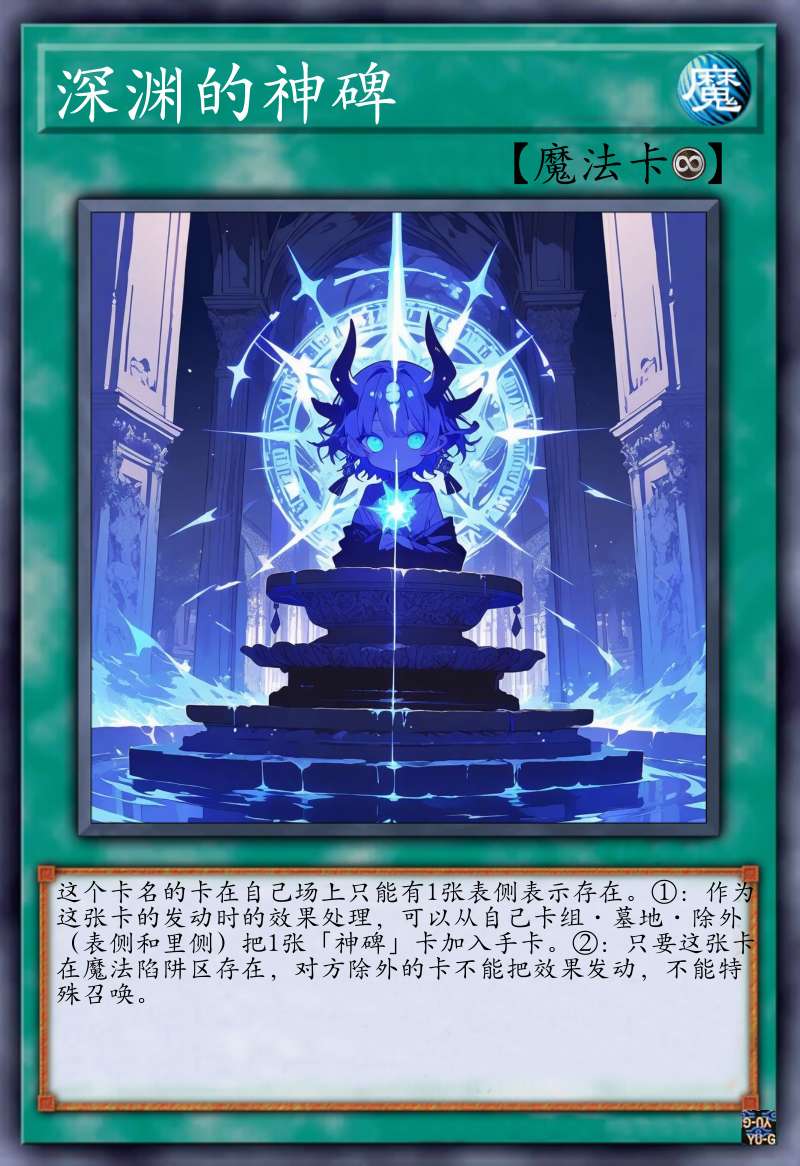 深渊的神碑
魔
【魔法卡♾】
这个卡名的卡在自己场上只能有1张表侧表示存在。①：作为
这张卡的发动时的效果处理，可以从自己卡组·墓地·除外
（表侧和里侧）把1张「神碑」卡加入手卡。②：只要这张卡
在魔法陷阱区存在，对方除外的卡不能把效果发动，不能特
殊召唤。
YU-G
YU-G